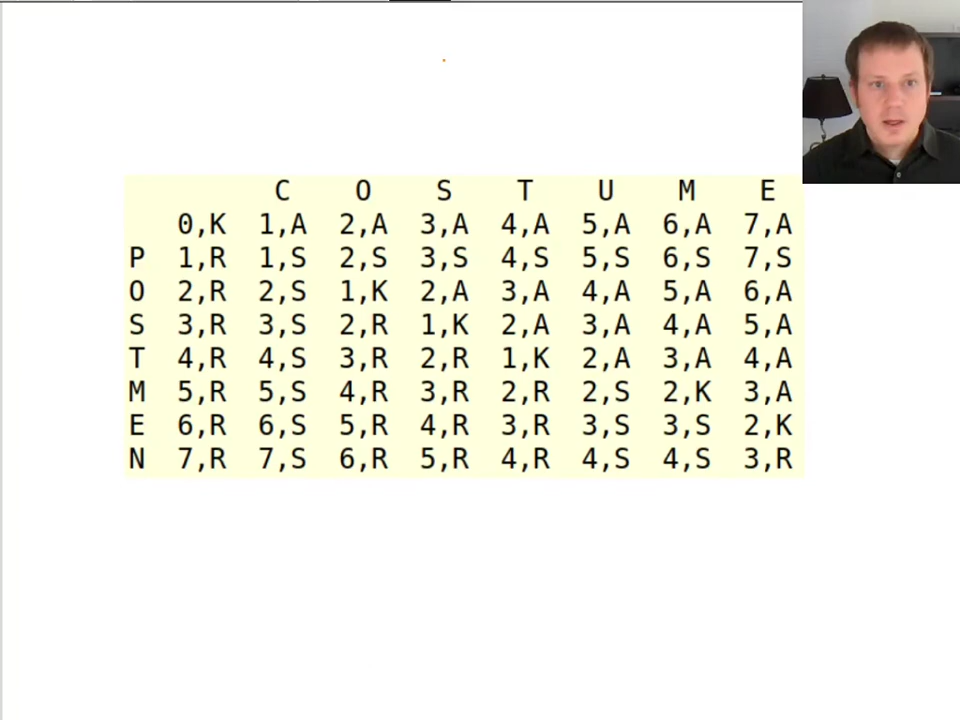 C O S T U M E
0,K 1,A 2,A 3,A 4,A 5,A 6,A 7,A
P 1,R 1,S 2,S 3,S 4,S 5,S 6,S 7,S
O 2,R 2,S 1,K 2,A 3,A 4,A 5,A 6,A
S 3,R 3,S 2,R 1,K 2,A 3,A 4,A 5,A
T 4,R 4,S 3,R 2,R 1,K 2,A 3,A 4,A
M 5,R 5,S 4,R 3,R 2,R 2,S 2,K 3,A
E 6,R 6,S 5,R 4,R 3,R 3,S 3,S 2,K
N 7,R 7,S 6,R 5,R 4,R 4,S 4,S 3,R